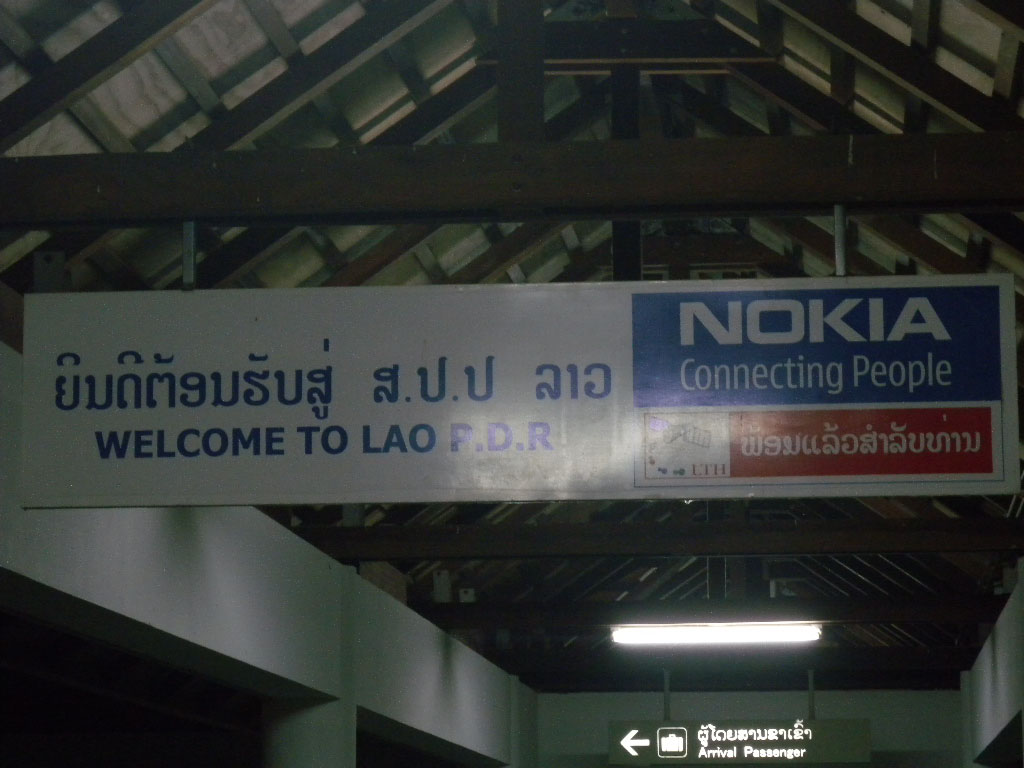 ຍິນດີຕ້ອນຮັບສູ່ ສ.ປ.ປ ລາວ
WELCOME TO LAO P.D.R
NOKIA
Connecting People
LTH
ພ້ອມແລ້ວສຳລັບທ່ານ
ຜູ້ໂດຍສານຂາເຂົ້າ
Arrival Passenger